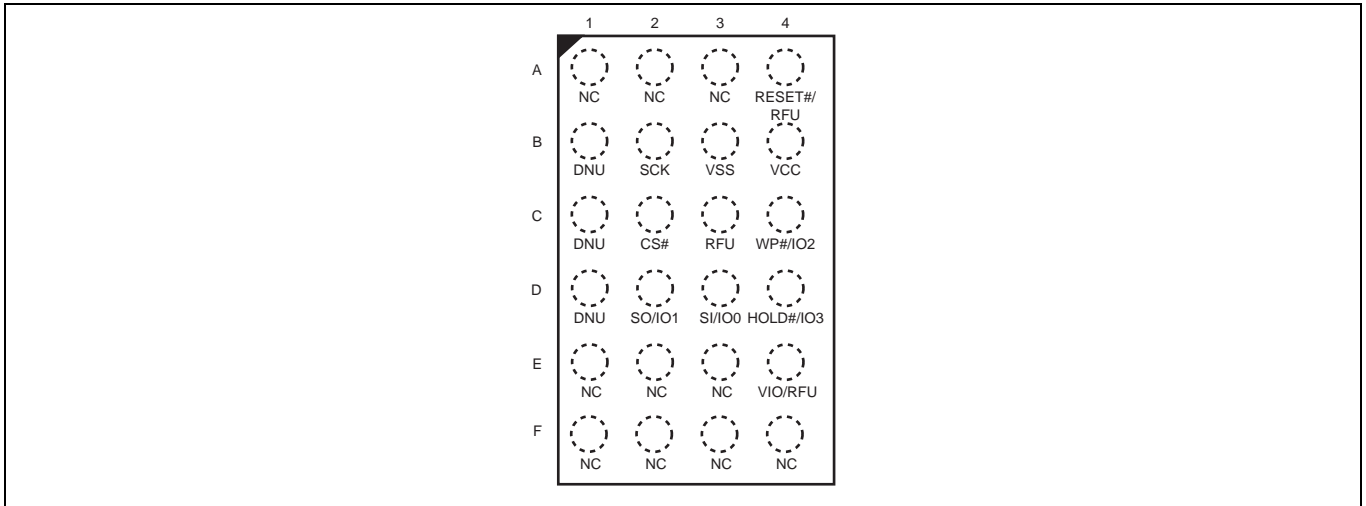 1 2 3 4
A
NC NC NC RESET#/
RFU
B
DNU SCK VSS VCC
C
DNU CS# RFU WP#/IO2
D
DNU SO/IO1 SI/IO0 HOLD#/IO3
E
NC NC NC VIO/RFU
F
NC NC NC NC